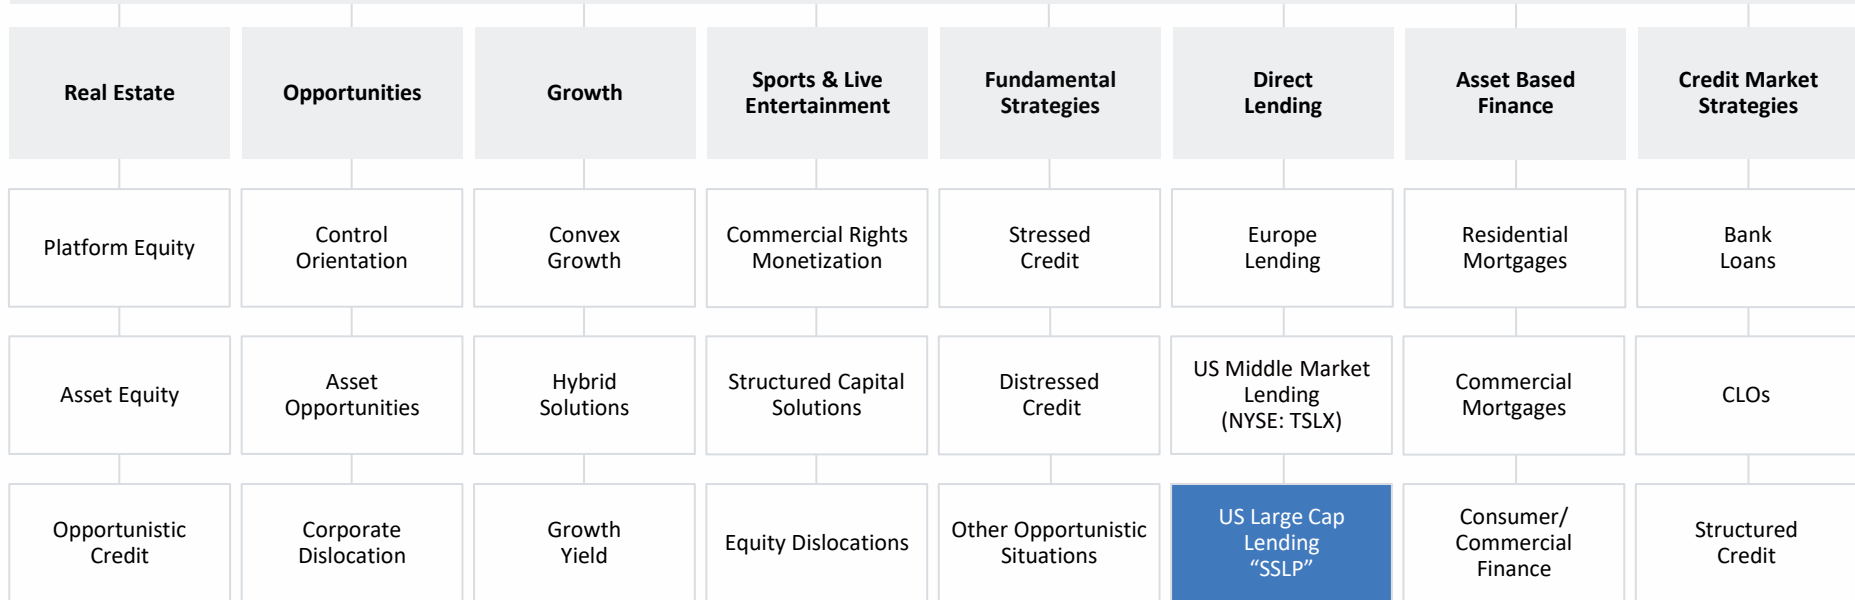 Real Estate
Opportunities
Growth
Sports & Live
Entertainment
Fundamental
Strategies
Direct
Lending
Asset Based
Finance
Credit Market
Strategies
Platform Equity
Control
Orientation
Convex
Growth
Commercial Rights
Monetization
Stressed
Credit
Europe
Lending
Residential
Mortgages
Bank
Loans
Asset Equity
Asset
Opportunities
Hybrid
Solutions
Structured Capital
Solutions
Distressed
Credit
US Middle Market
Lending
(NYSE: TSLX)
Commercial
Mortgages
CLOs
Opportunistic
Credit
Corporate
Dislocation
Growth
Yield
Equity Dislocations
Other Opportunistic
Situations
US Large Cap
Lending
“SSLP”
Consumer/
Commercial
Finance
Structured
Credit